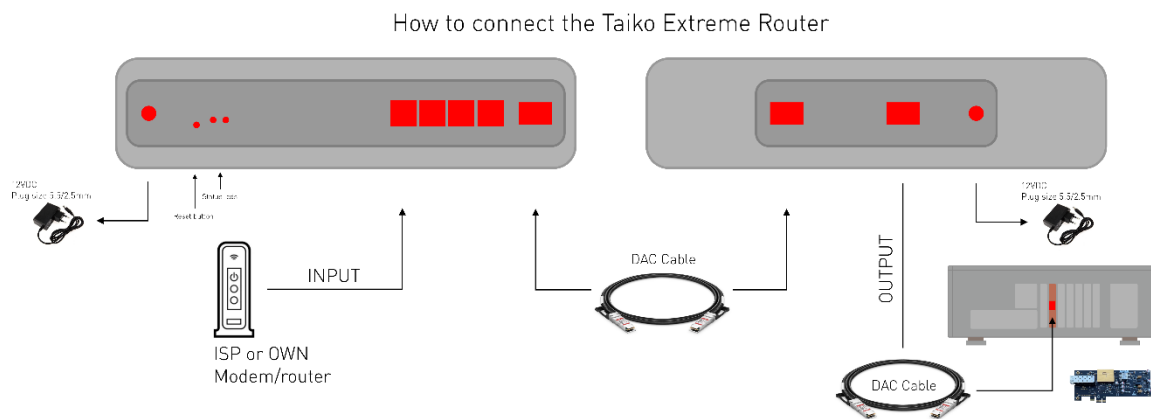 How to connect the Taiko Extreme Router
12VDC
Plug size 5.5/2.5mm
Reset button
Status leds
INPUT
ISP or OWN
Modem/router
DAC Cable
OUTPUT
12VDC
Plug size 5.5/2.5mm
DAC Cable